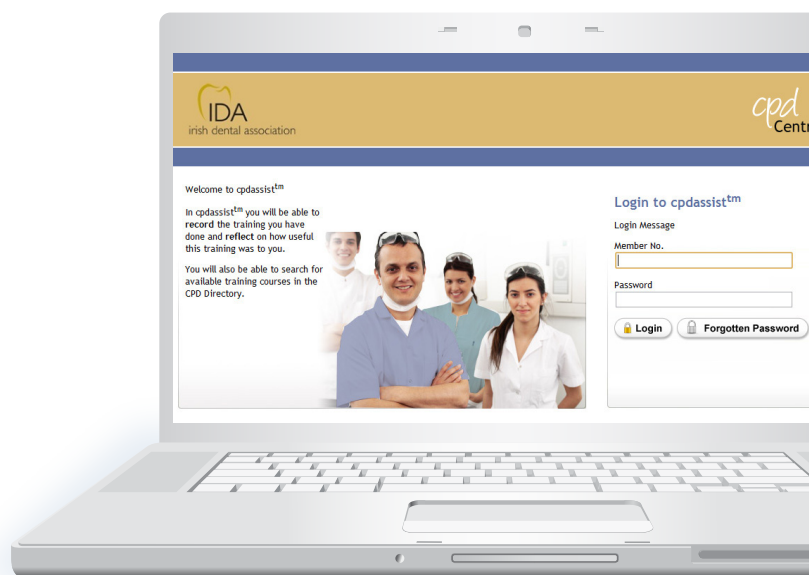 IDA
irish dental association
cpd
Centr
Welcome to cpdassist™
In cpdassist™ you will be able to
record the training you have
done and reflect on how useful
this training was to you.
You will also be able to search for
available training courses in the
CPD Directory.
Login to cpdassist™
Login Message
Member No.
Password
Login
Forgotten Password